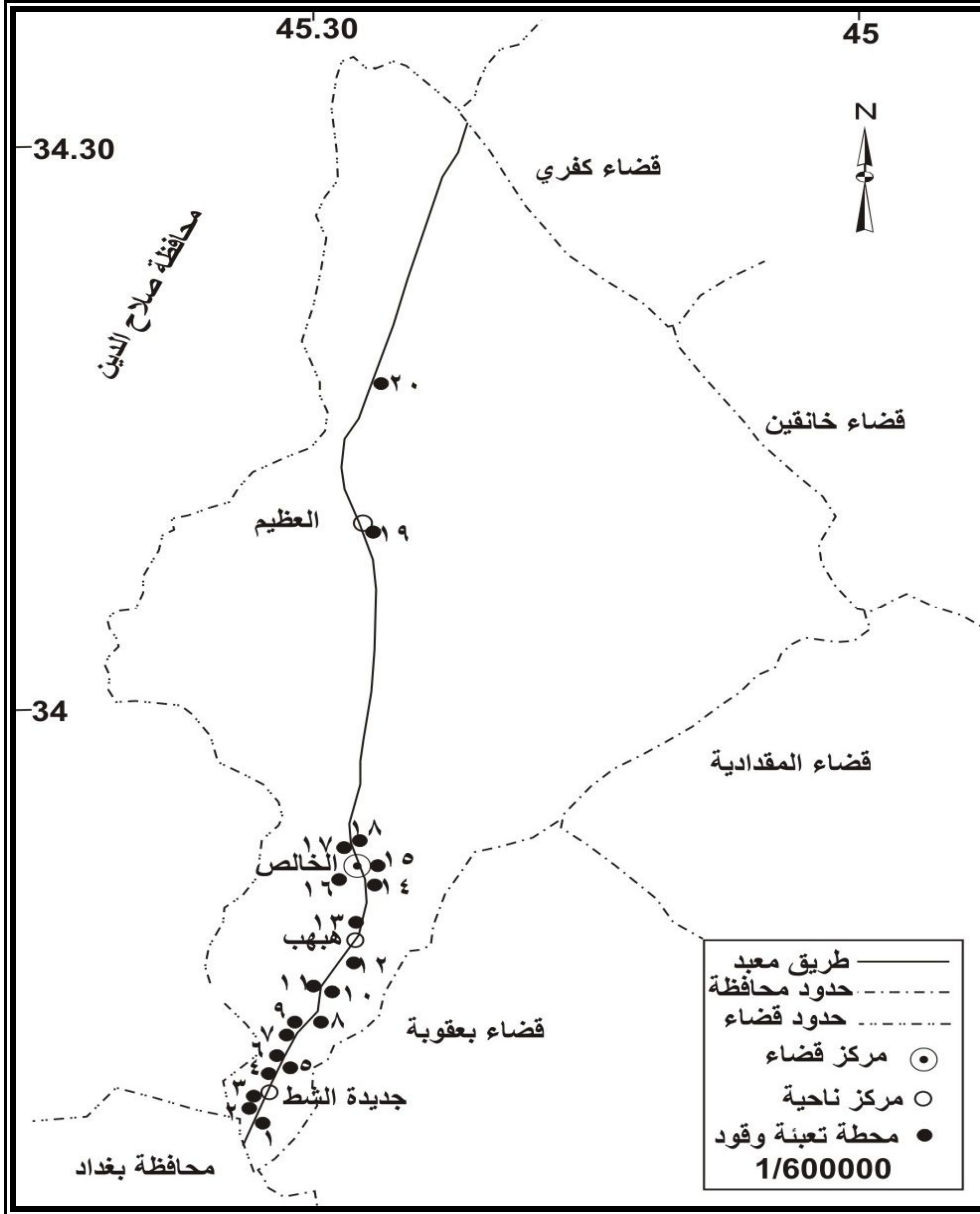 45.30
45
N
34.30
قضاء كفري
محافظة صلاح الدين
٢٠
قضاء خانقين
العظيم
١٩
34
قضاء المقدادية
١٨
١٧
الخالص
١٥
١٦
١٤
١٣
هبهب
١٢
١١
١٠
٩
٨
٧
قضاء بعقوبة
٦
٥
٤
جديدة الشط
٣
٢
١
محافظة بغداد
طريق معبد
حدود محافظة
حدود قضاء
مركز قضاء
مركز ناحية
محطة تعبئة وقود
1/600000